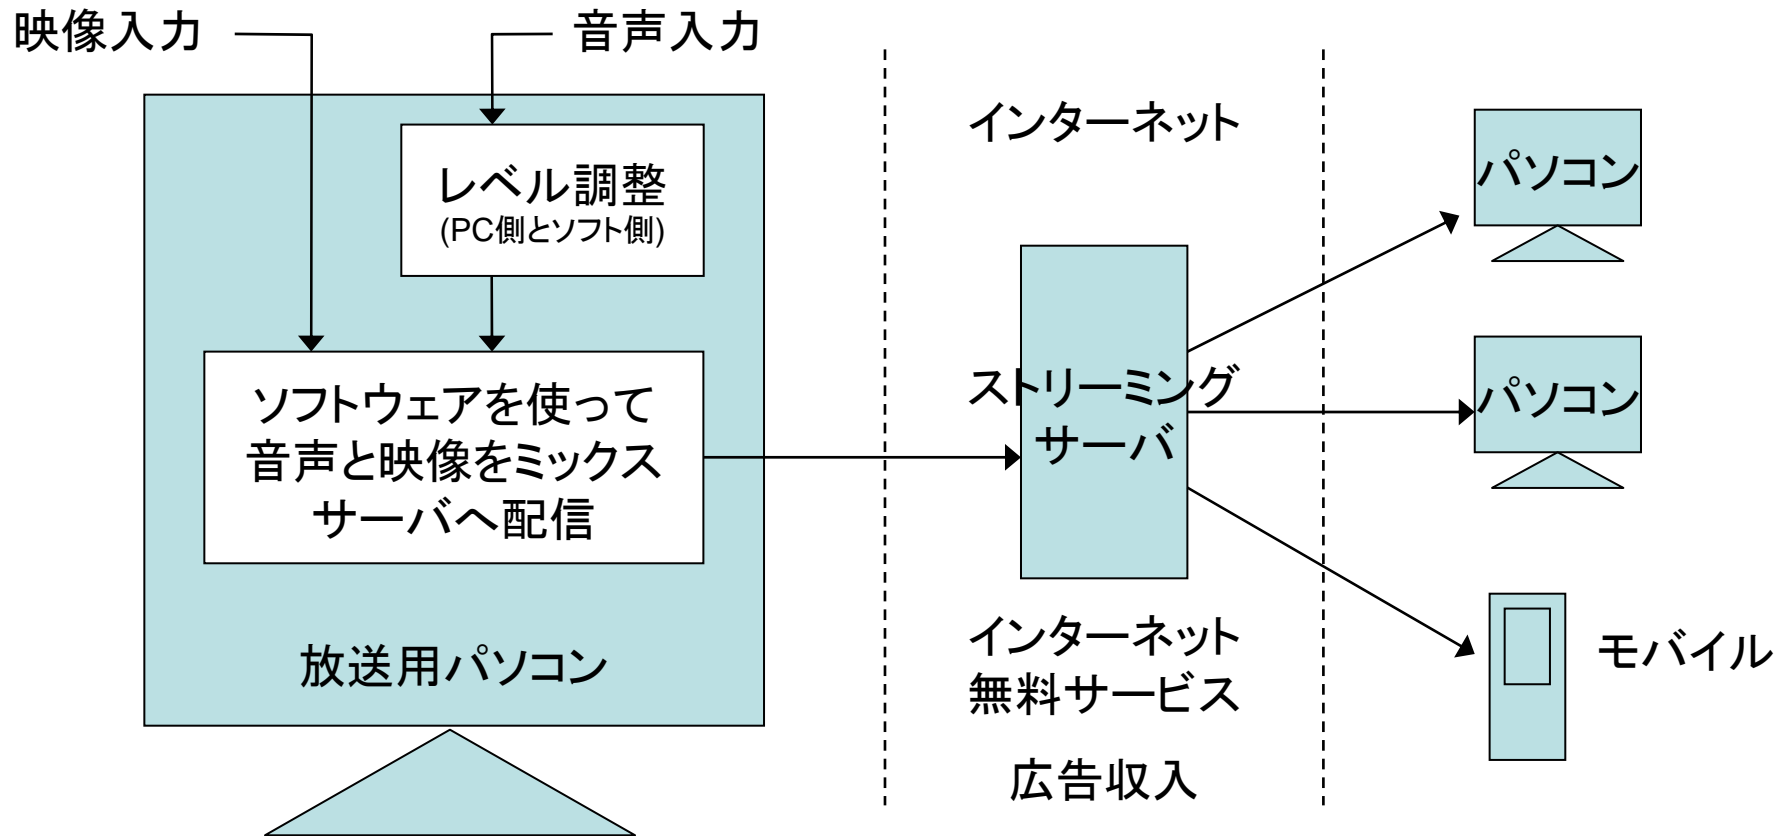 映像入力
音声入力
レベル調整
(PC側とソフト側)
ソフトウェアを使って
音声と映像をミックス
サーバへ配信
放送用パソコン
インターネット
ストリーミング
サーバ
インターネット
無料サービス
広告収入
パソコン
パソコン
モバイル